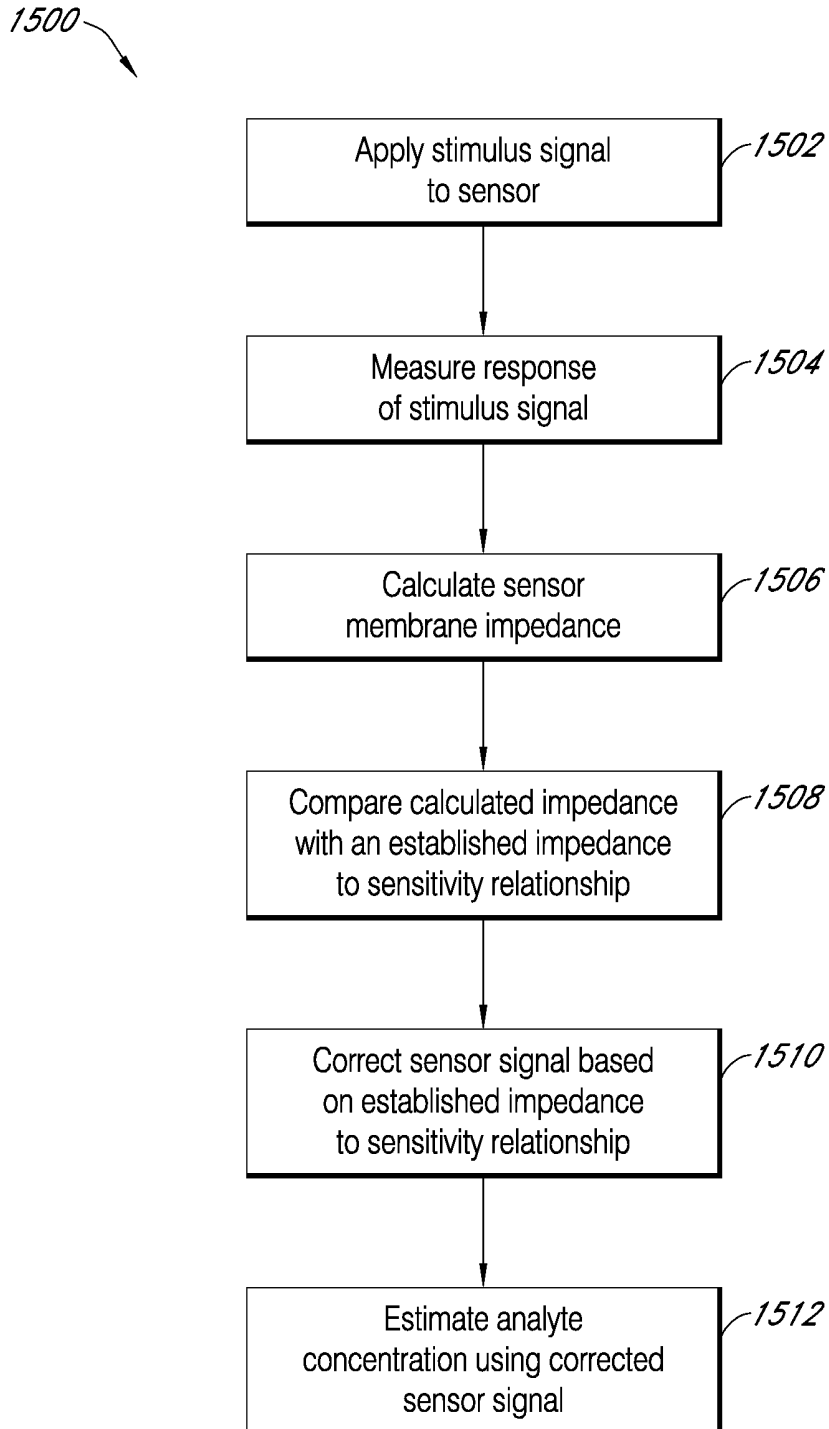 1500
Apply stimulus signal
to sensor
1502
Measure response
of stimulus signal
1504
Calculate sensor
membrane impedance
1506
Compare calculated impedance
with an established impedance
to sensitivity relationship
1508
Correct sensor signal based
on established impedance
to sensitivity relationship
1510
Estimate analyte
concentration using corrected
sensor signal
1512